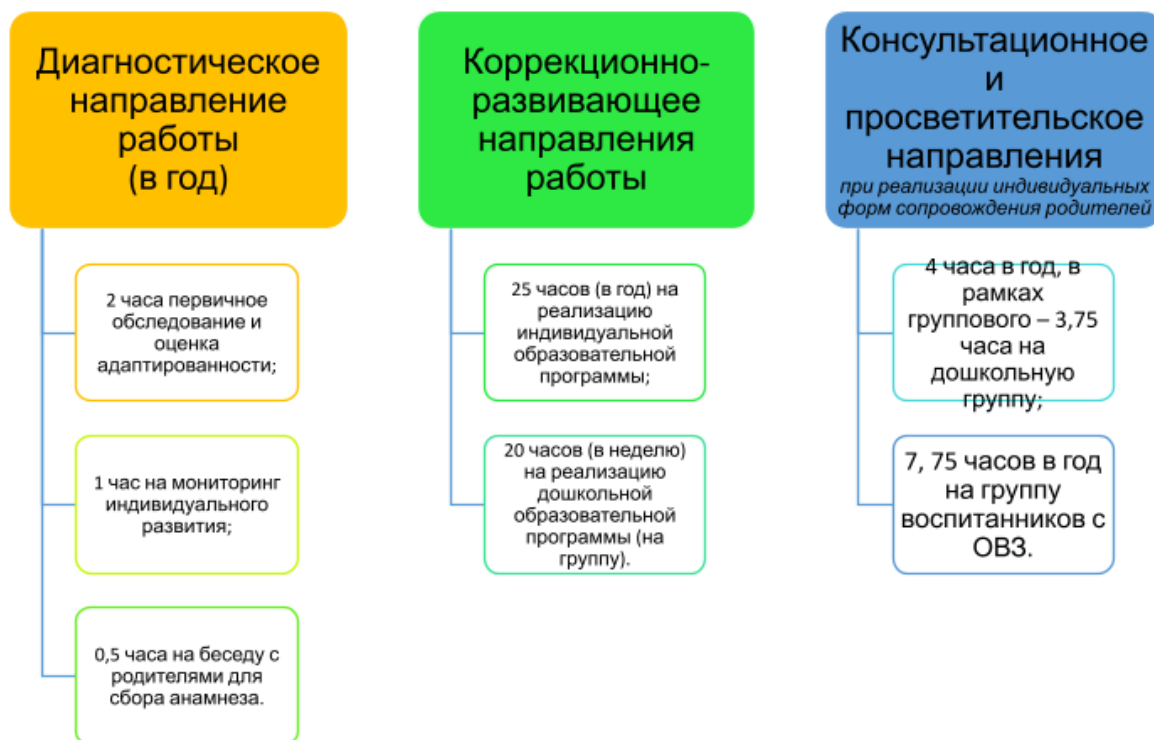 Диагностическое
направление
работы
(в год)
2 часа первичное
обследование и
оценка
адаптированности;
1 час на мониторинг
индивидуального
развития;
0,5 часа на беседу с
родителями для
сбора анамнеза.
Коррекционно-
развивающее
направления
работы
25 часов (в год) на
реализацию
индивидуальной
образовательной
программы;
20 часов (в неделю)
на реализацию
дошкольной
образовательной
программы (на
группу).
Консультационное
и
просветительское
направления
при реализации индивидуальных
форм сопровождения родителей
4 часа в год, в
рамках
группового – 3,75
часа на
дошкольную
группу;
7, 75 часов в год
на группу
воспитанников с
ОВЗ.